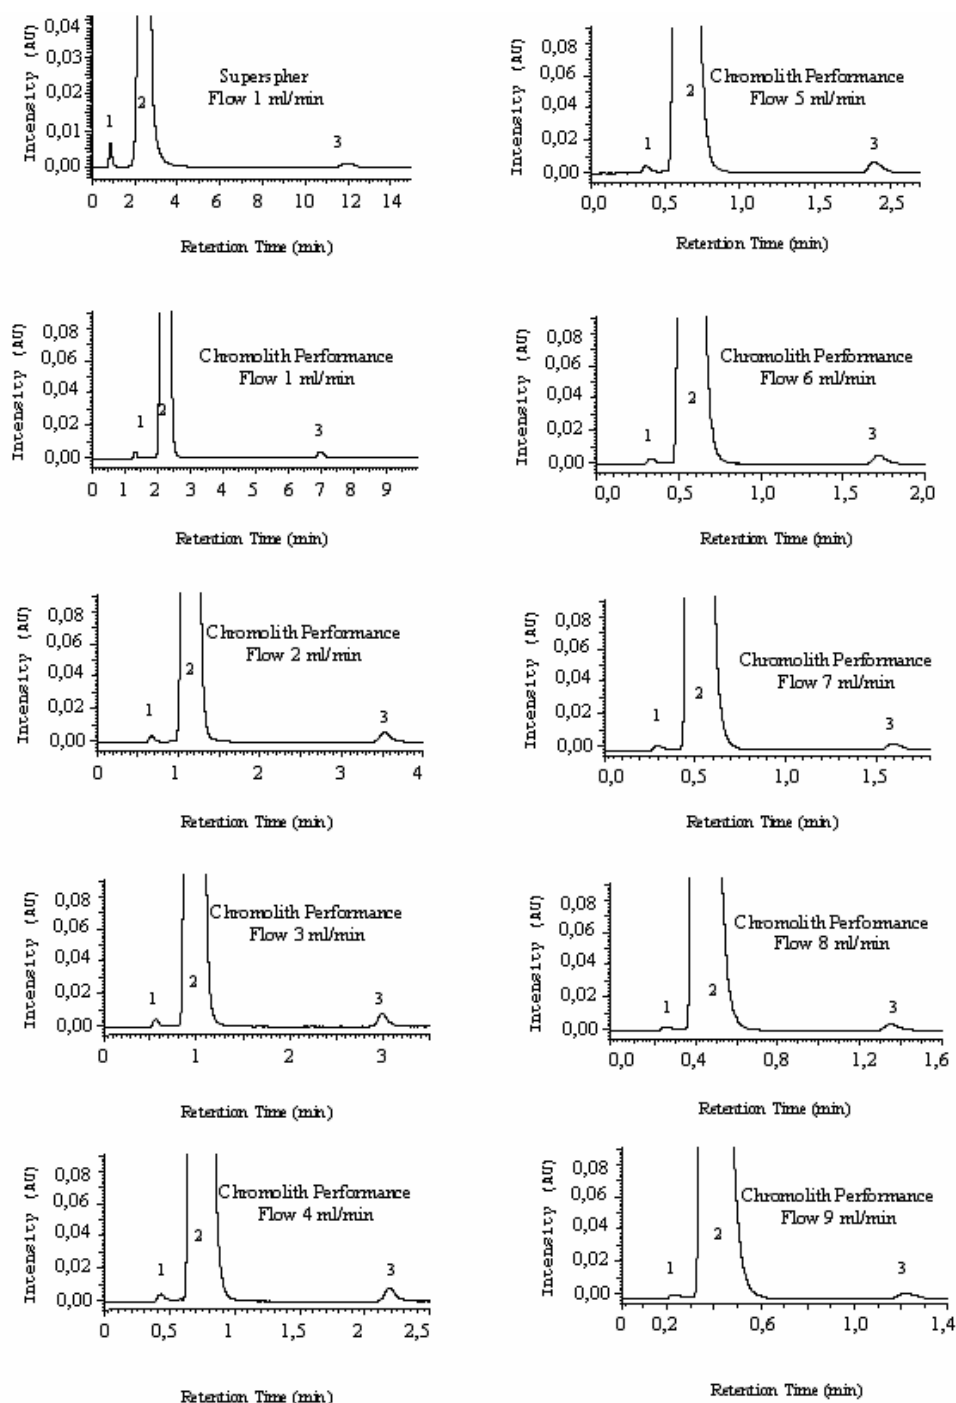 Intensity (AU)
0,04
0,03
0,02
0,01
0,00
Superspher
Flow 1 ml/min
1
2
3
0 2 4 6 8 10 12 14
Retention Time (min)
Intensity (AU)
0,08
0,06
0,04
0,02
0,00
Chromolith Performance
Flow 5 ml/min
1
2
3
0,0 0,5 1,0 1,5 2,5
Retention Time (min)
Intensity (AU)
0,08
0,06
0,04
0,02
0,00
Chromolith Performance
Flow 1 ml/min
1
2
3
0 1 2 3 4 5 6 7 8 9
Retention Time (min)
Intensity (AU)
0,08
0,06
0,04
0,02
0,00
Chromolith Performance
Flow 6 ml/min
1
2
3
0,0 0,5 1,0 1,5 2,0
Retention Time (min)
Intensity (AU)
0,08
0,06
0,04
0,02
0,00
Chromolith Performance
Flow 2 ml/min
1
2
3
0 1 2 3 4
Retention Time (min)
Intensity (AU)
0,08
0,06
0,04
0,02
0,00
Chromolith Performance
Flow 7 ml/min
1
2
3
0,0 0,5 1,0 1,5
Retention Time (min)
Intensity (AU)
0,08
0,06
0,04
0,02
0,00
Chromolith Performance
Flow 3 ml/min
1
2
3
0 1 2 3
Retention Time (min)
Intensity (AU)
0,08
0,06
0,04
0,02
0,00
Chromolith Performance
Flow 8 ml/min
1
2
3
0,0 0,4 0,8 1,2 1,6
Retention Time (min)
Intensity (AU)
0,08
0,06
0,04
0,02
0,00
Chromolith Performance
Flow 4 ml/min
1
2
3
0 0,5 1 1,5 2 2,5
Retention Time (min)
Intensity (AU)
0,08
0,06
0,04
0,02
0,00
Chromolith Performance
Flow 9 ml/min
1
2
3
0 0,2 0,6 1,0 1,4
Retention Time (min)